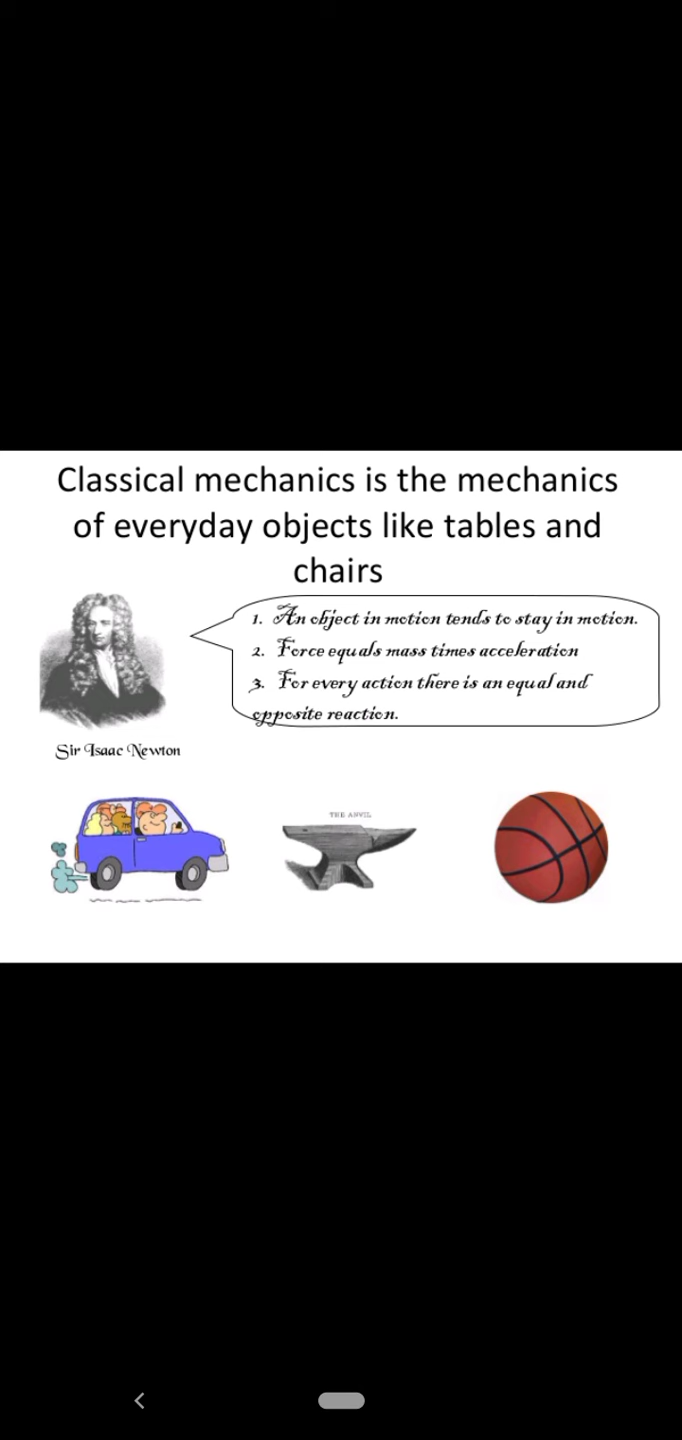 Classical mechanics is the mechanics
of everyday objects like tables and
chairs
1. An object in motion tends to stay in motion.
2. Force equals mass times acceleration
3. For every action there is an equal and
opposite reaction.
Sir Isaac Newton
THE ANVIL